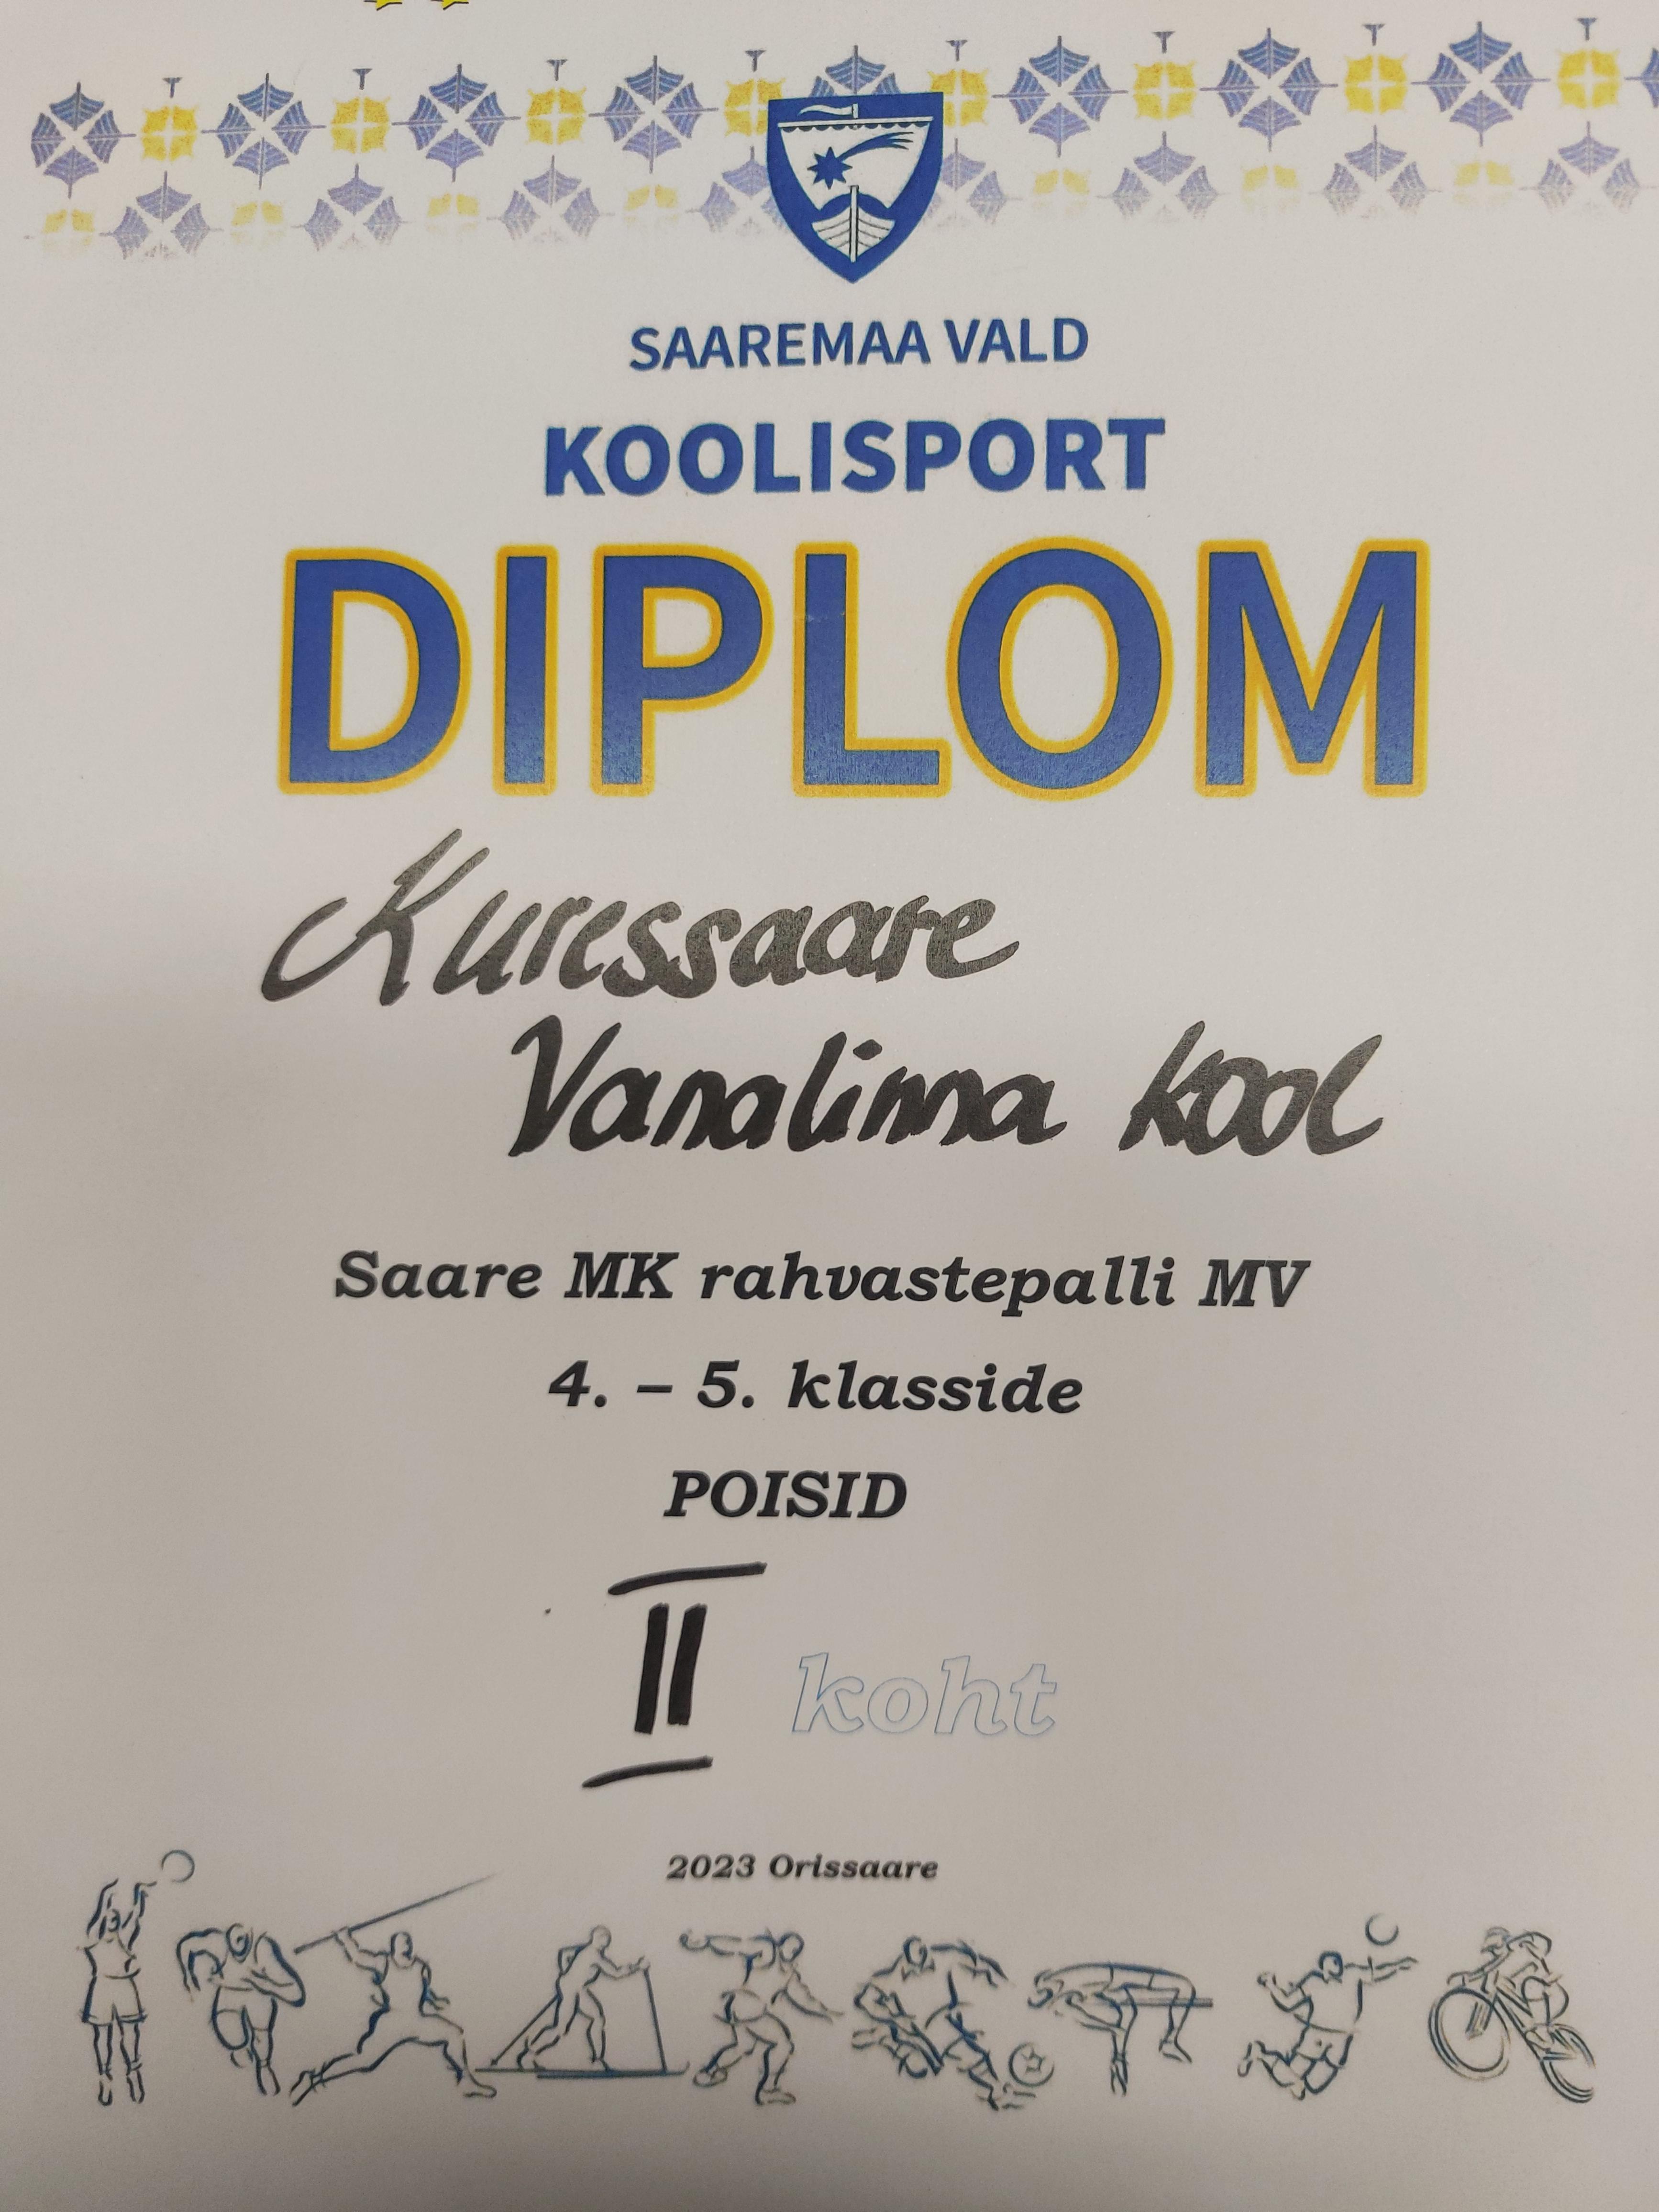 SAAREMAA VALD
KOOLISPORT
DIPLOM
Kuressaare
Vanalinna kool
Saare MK rahvastepalli MV
4. – 5. klasside
POISID
II koht
2023 Orissaare